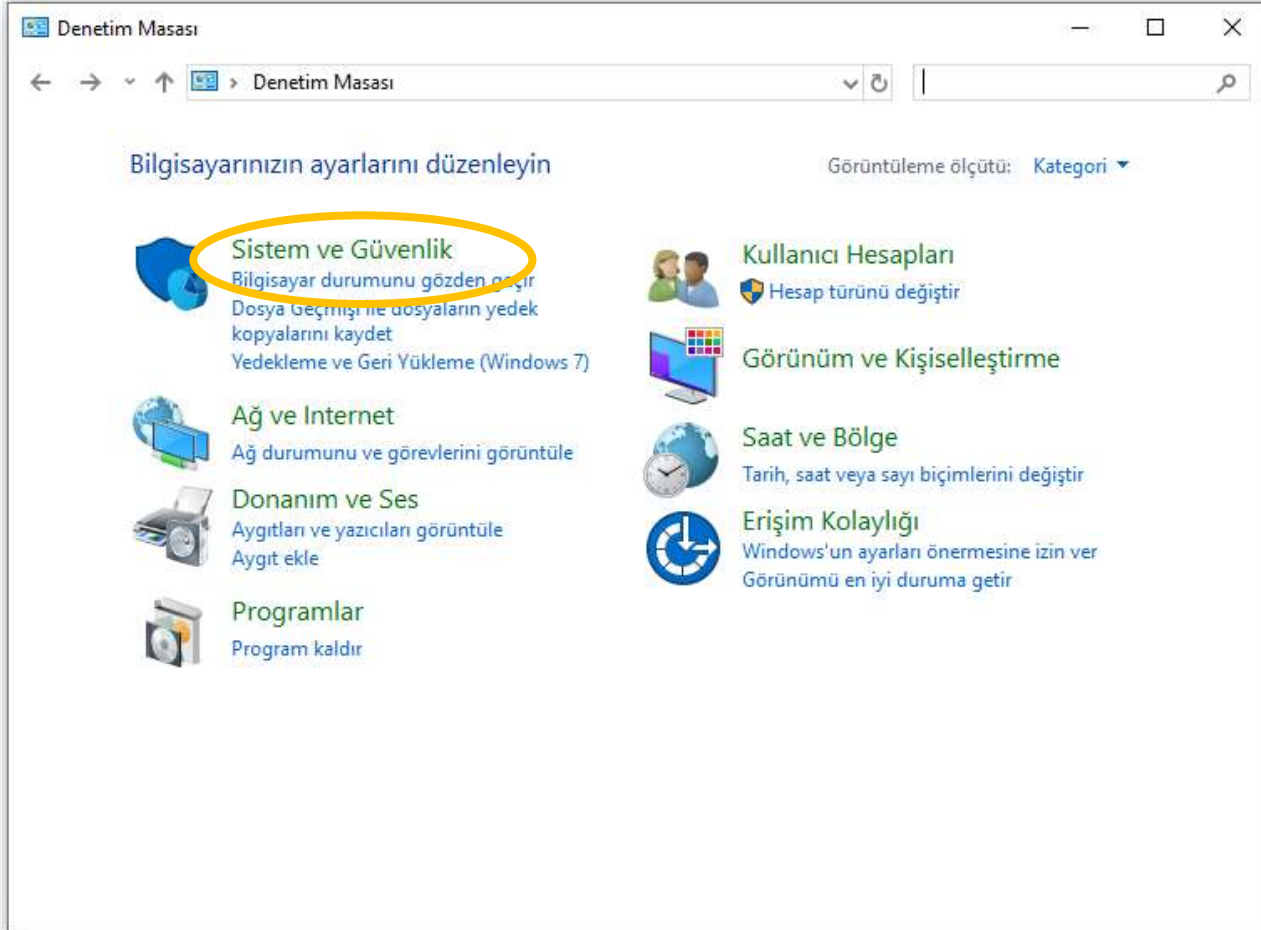 Denetim Masası
Denetim Masası
Bilgisayarınızın ayarlarını düzenleyin
Görüntüleme ölçütü: Kategori
Sistem ve Güvenlik
Bilgisayar durumunu gözden geçir
Dosya Geçmişi ile dosyaların yedek
kopyalarını kaydet
Yedekleme ve Geri Yükleme (Windows 7)
Ağ ve Internet
Ağ durumunu ve görevlerini görüntüle
Donanım ve Ses
Aygıtları ve yazıcıları görüntüle
Aygıt ekle
Programlar
Program kaldır
Kullanıcı Hesapları
Hesap türünü değiştir
Görünüm ve Kişiselleştirme
Saat ve Bölge
Tarih, saat veya sayı biçimlerini değiştir
Erişim Kolaylığı
Windows'un ayarları önermesine izin ver
Görünümü en iyi duruma getir